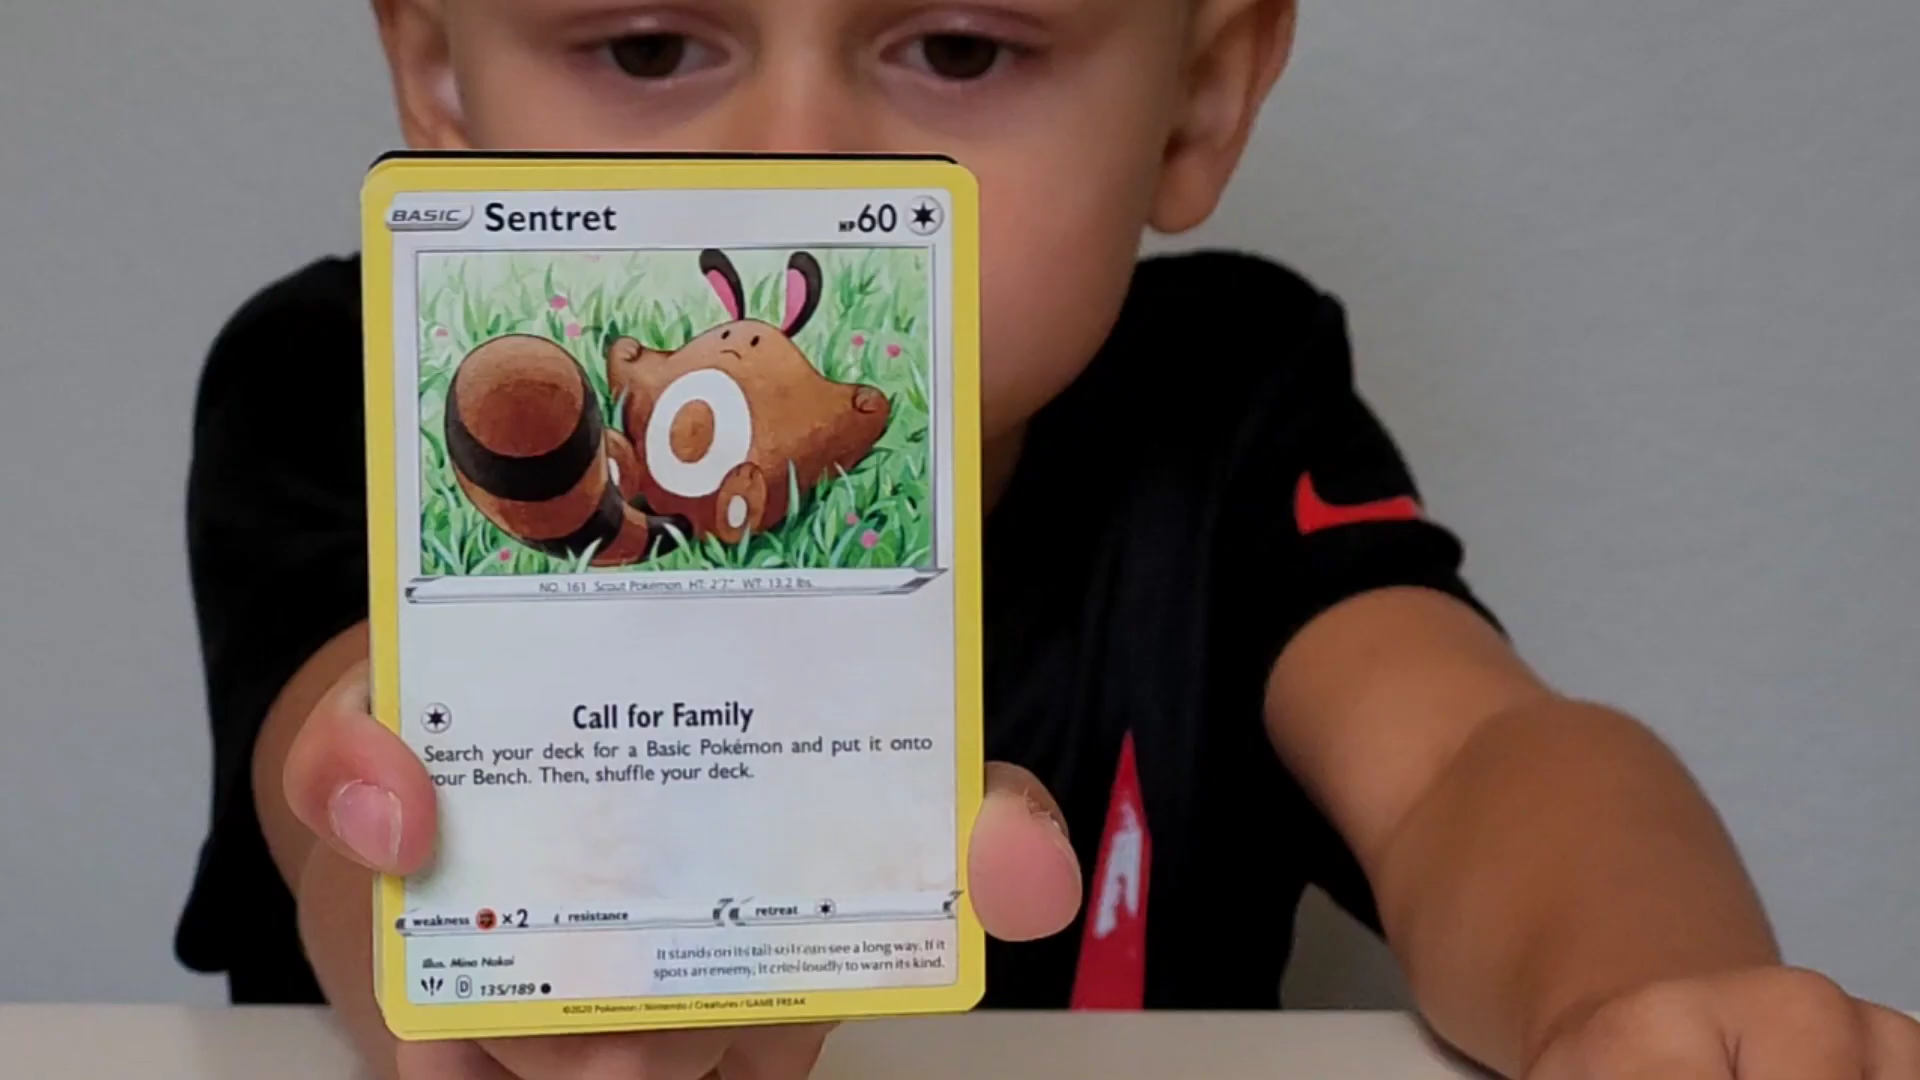 BASIC Sentret HP 60
NO. 161 Scout Pokémon HT: 2'7" WT: 13.2 lbs.
Call for Family
Search your deck for a Basic Pokémon and put it onto
your Bench. Then, shuffle your deck.
weakness ×2 resistance retreat
It stands on its tail so it can see a long way. If it
spots an enemy, it cries loudly to warn its kind.
Illus. Mina Nakai
D 135/189
©2020 Pokémon / Nintendo / Creatures / GAME FREAK